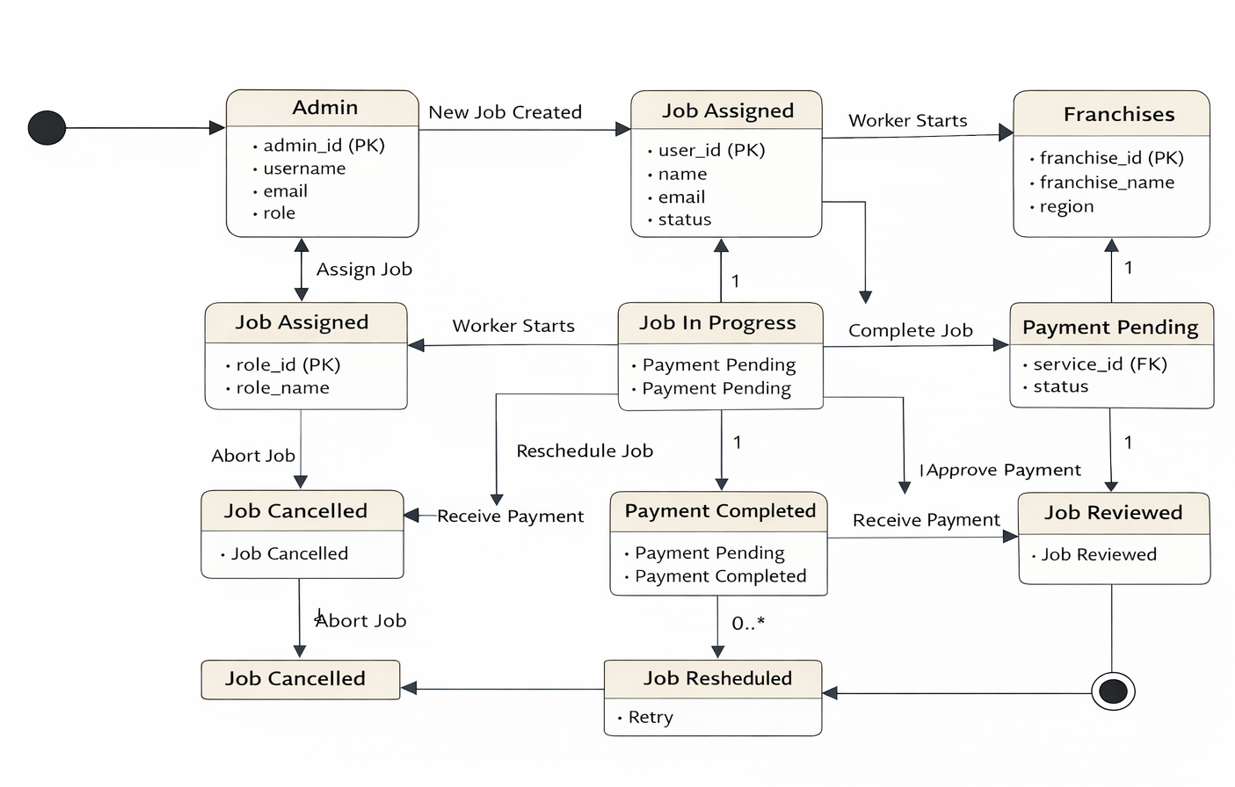 Admin
• admin_id (PK)
• username
• email
• role
New Job Created
Job Assigned
• user_id (PK)
• name
• email
• status
Worker Starts
Franchises
• franchise_id (PK)
• franchise_name
• region
Assign Job
1
1
Job Assigned
• role_id (PK)
• role_name
Worker Starts
Job In Progress
• Payment Pending
• Payment Pending
Complete Job
Payment Pending
• service_id (FK)
• status
Abort Job
Reschedule Job
1
Approve Payment
1
Job Cancelled
• Job Cancelled
Receive Payment
Payment Completed
• Payment Pending
• Payment Completed
Receive Payment
Job Reviewed
• Job Reviewed
Abort Job
0..*
Job Cancelled
Job Resheduled
• Retry